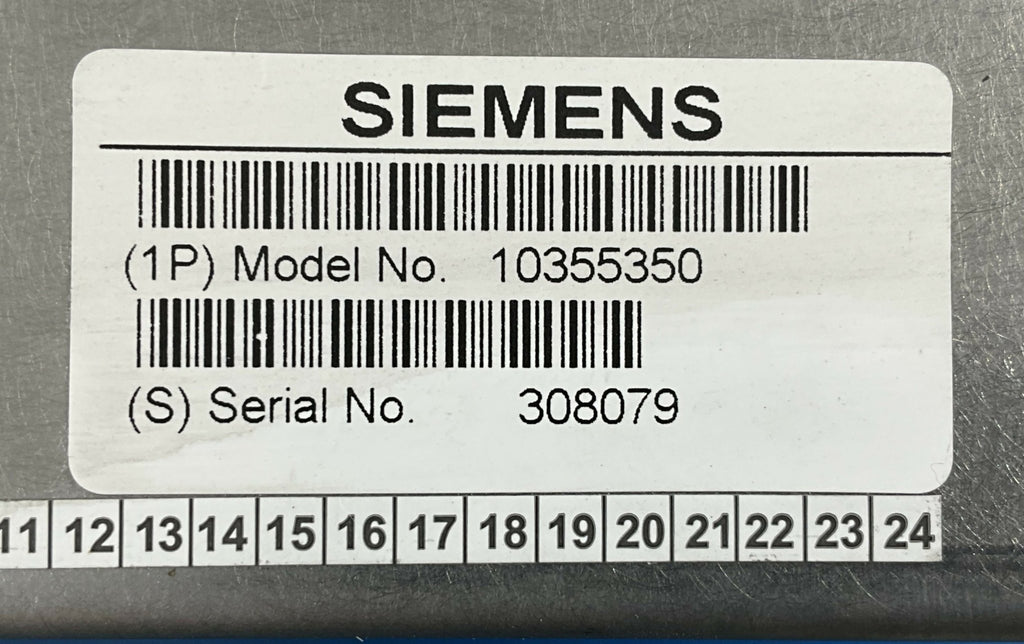 SIEMENS
(1P) Model No. 10355350
(S) Serial No. 308079
11 12 13 14 15 16 17 18 19 20 21 22 23 24